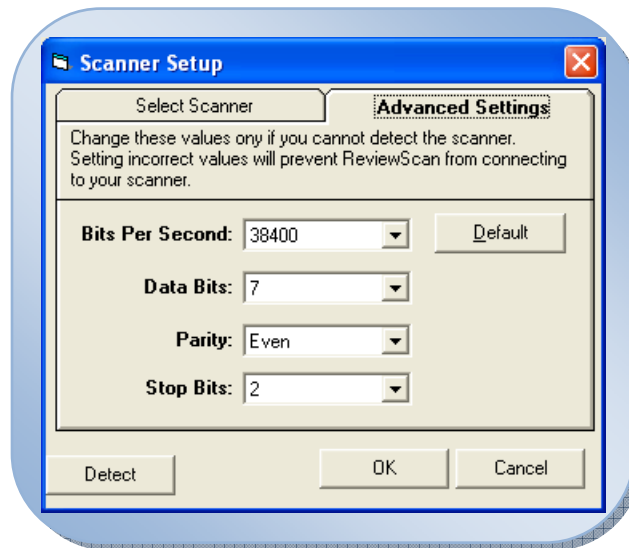 Scanner Setup
Select Scanner
Advanced Settings
Change these values ony if you cannot detect the scanner.
Setting incorrect values will prevent ReviewScan from connecting
to your scanner.
Bits Per Second: 38400 Default
Data Bits: 7
Parity: Even
Stop Bits: 2
Detect OK Cancel